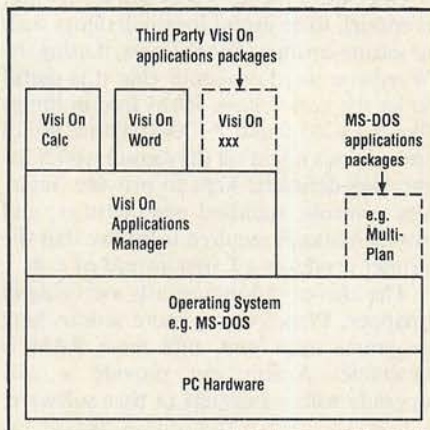 Third Party Visi On
applications packages
Visi On
Calc
Visi On
Word
Visi On
xxx
MS-DOS
applications
packages
Visi On
Applications
Manager
e.g.
Multi-
Plan
Operating System
e.g. MS-DOS
PC Hardware